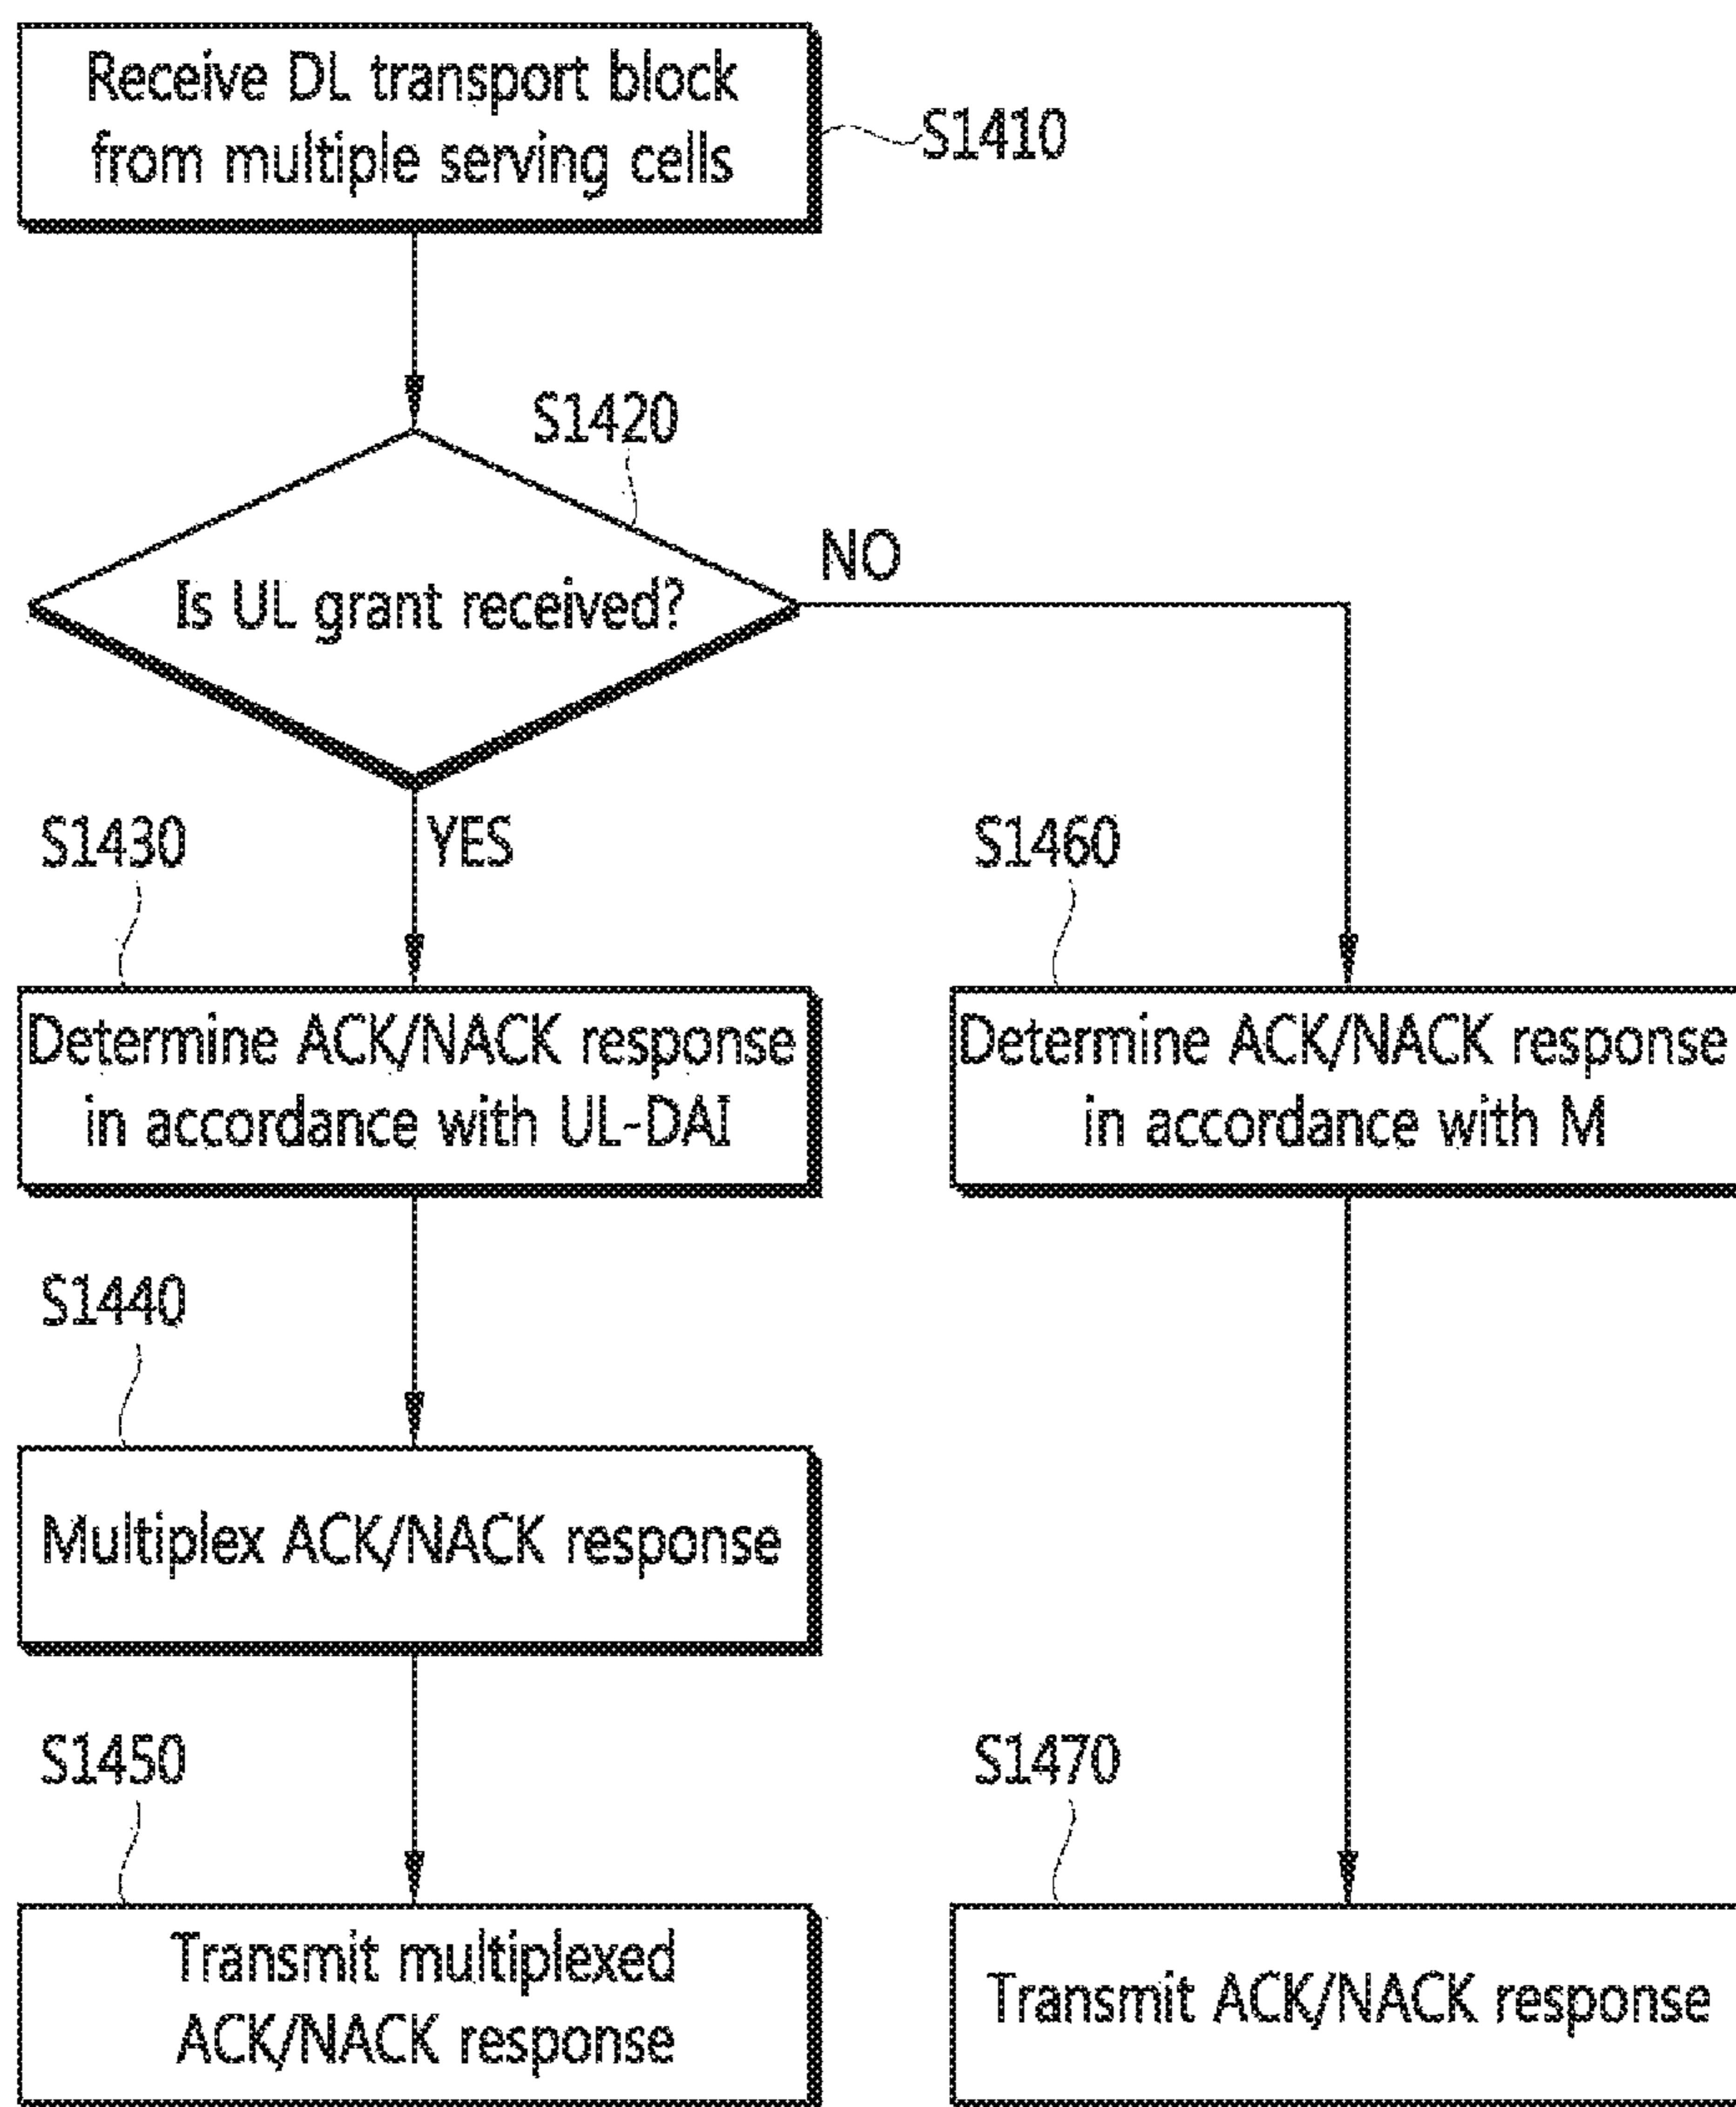 Receive DL transport block
from multiple serving cells
S1410
S1420
Is UL grant received?
NO
YES
S1430
Determine ACK/NACK response
in accordance with UL-DAI
S1460
Determine ACK/NACK response
in accordance with M
S1440
Multiplex ACK/NACK response
S1450
Transmit multiplexed
ACK/NACK response
S1470
Transmit ACK/NACK response